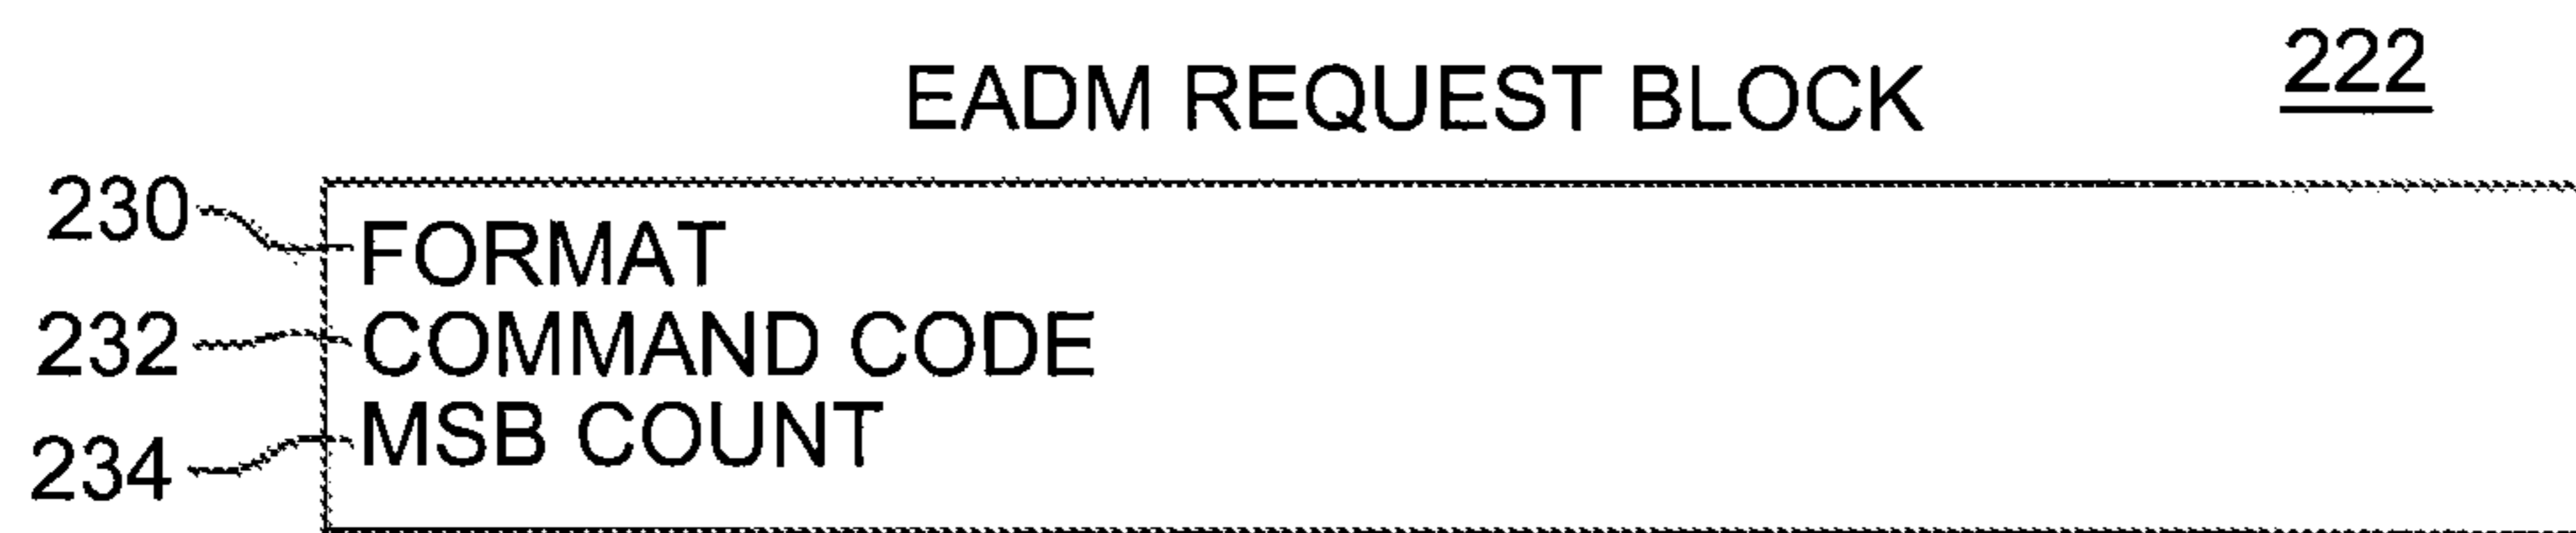 EADM REQUEST BLOCK 222
230 FORMAT
232 COMMAND CODE
234 MSB COUNT